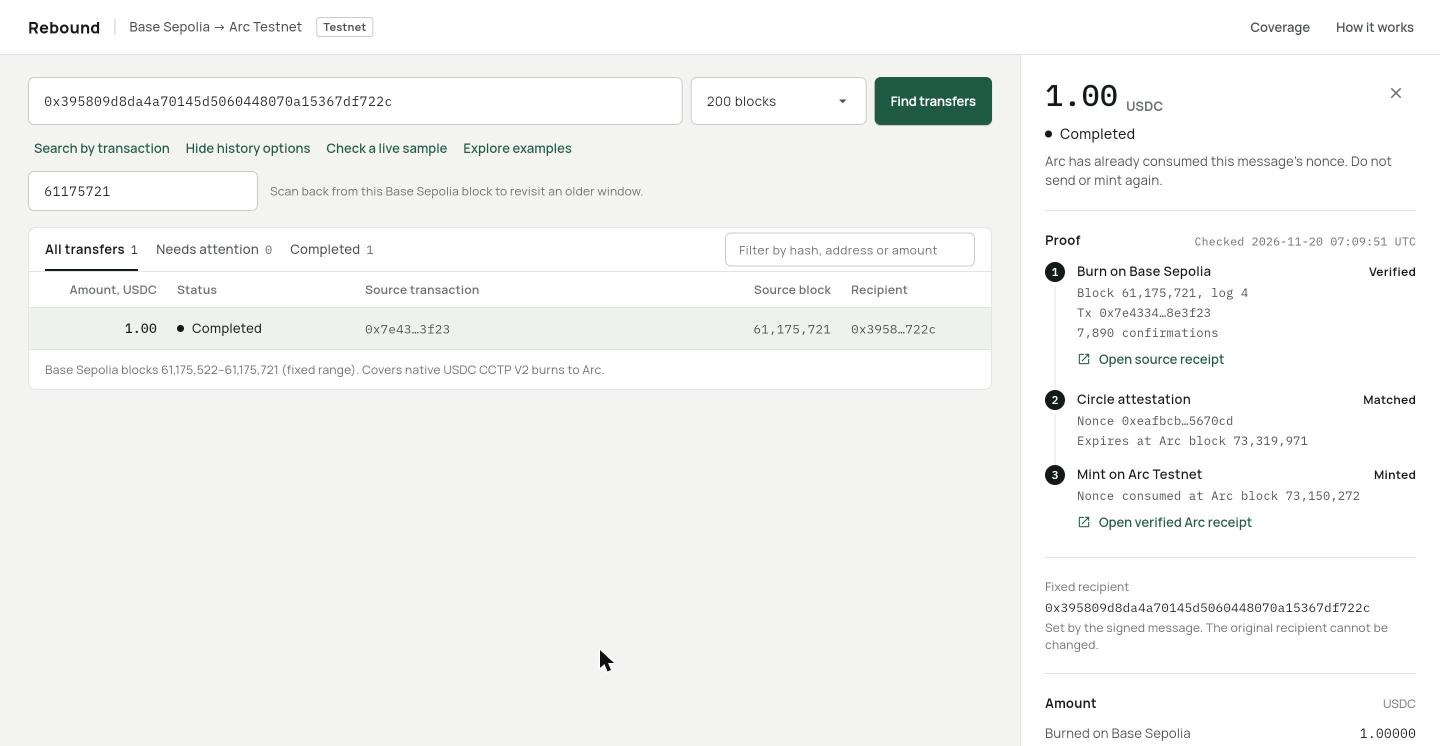 Rebound
Base Sepolia → Arc Testnet
Testnet
Coverage
How it works
0x395809d8da4a70145d5060448070a15367df722c
200 blocks
Find transfers
Search by transaction
Hide history options
Check a live sample
Explore examples
61175721
Scan back from this Base Sepolia block to revisit an older window.
All transfers 1
Needs attention 0
Completed 1
Filter by hash, address or amount
Amount, USDC
Status
Source transaction
Source block
Recipient
1.00
Completed
0x7e43…3f23
61,175,721
0x3958…722c
Base Sepolia blocks 61,175,522–61,175,721 (fixed range). Covers native USDC CCTP V2 burns to Arc.
1.00 USDC
Completed
Arc has already consumed this message's nonce. Do not
send or mint again.
Proof
Checked 2026-11-20 07:09:51 UTC
1 Burn on Base Sepolia
Verified
Block 61,175,721, log 4
Tx 0x7e4334…8e3f23
7,890 confirmations
Open source receipt
2 Circle attestation
Matched
Nonce 0xeafbcb…5670cd
Expires at Arc block 73,319,971
3 Mint on Arc Testnet
Minted
Nonce consumed at Arc block 73,150,272
Open verified Arc receipt
Fixed recipient
0x395809d8da4a70145d5060448070a15367df722c
Set by the signed message. The original recipient cannot be
changed.
Amount
USDC
Burned on Base Sepolia
1.00000